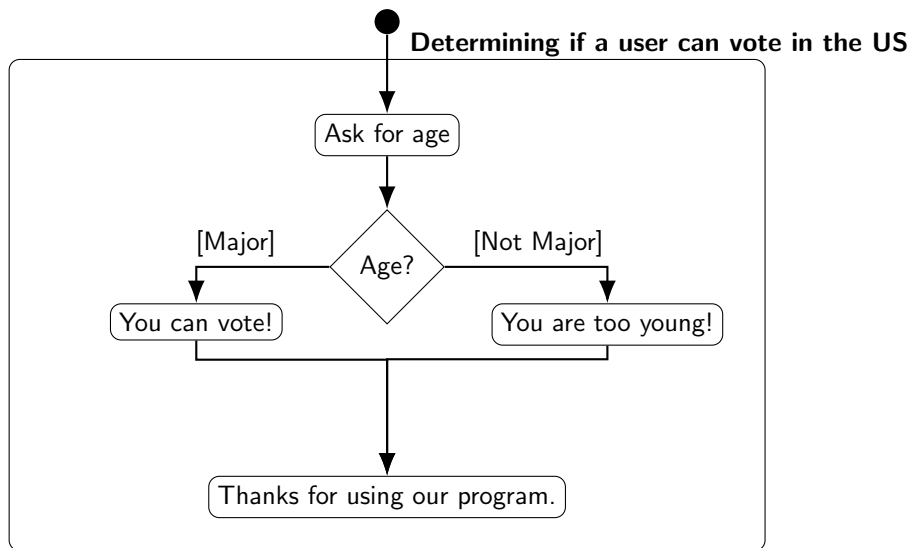 Determining if a user can vote in the US
Ask for age
[Major]
[Not Major]
Age?
You can vote!
You are too young!
Thanks for using our program.